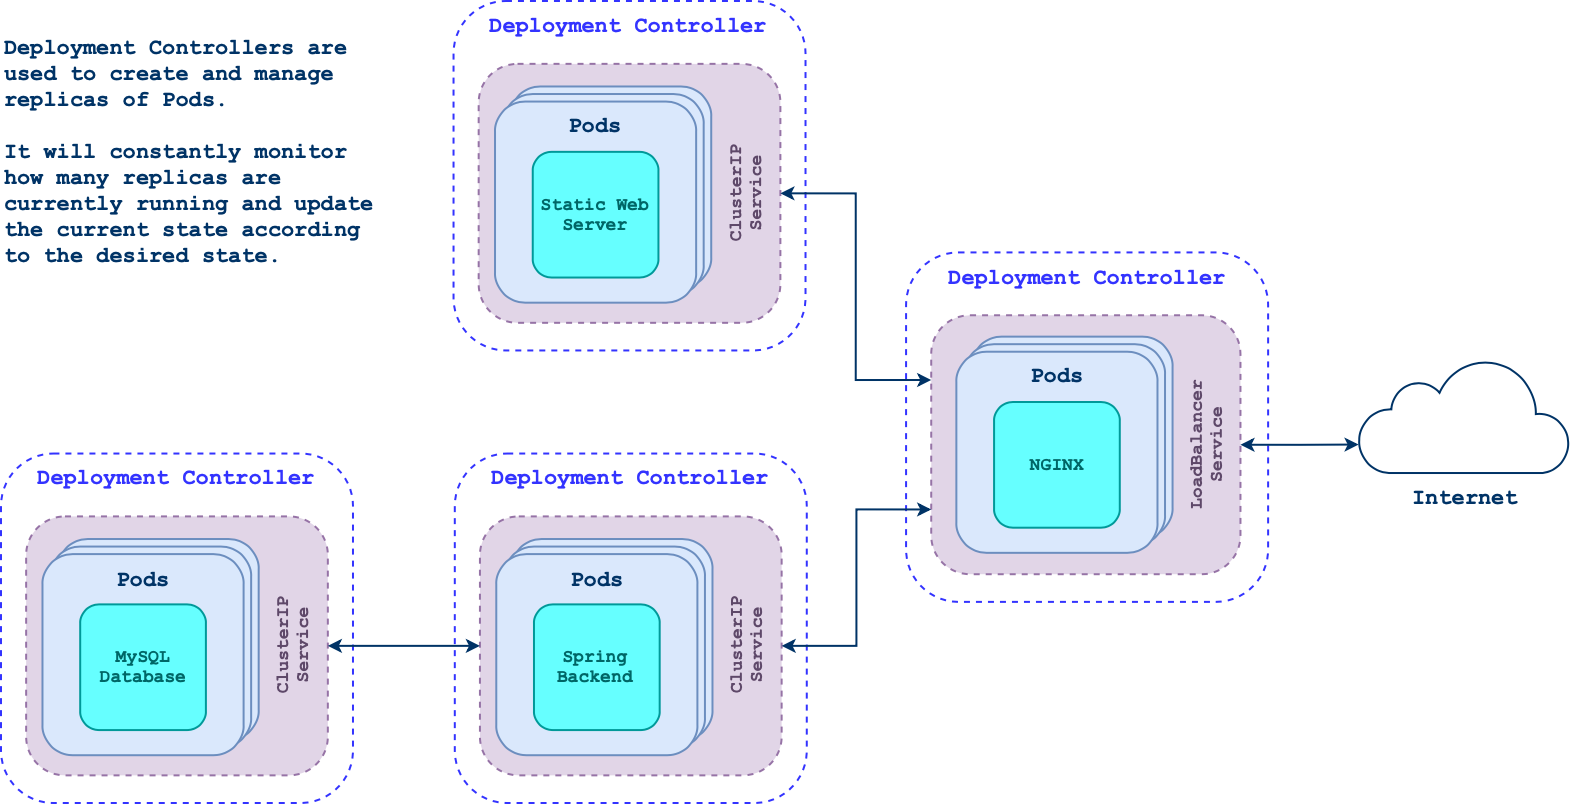 Deployment Controllers are
used to create and manage
replicas of Pods.
It will constantly monitor
how many replicas are
currently running and update
the current state according
to the desired state.
Deployment Controller
Pods
Static Web
Server
ClusterIP
Service
Deployment Controller
Pods
NGINX
LoadBalancer
Service
Internet
Deployment Controller
Pods
MySQL
Database
ClusterIP
Service
Deployment Controller
Pods
Spring
Backend
ClusterIP
Service